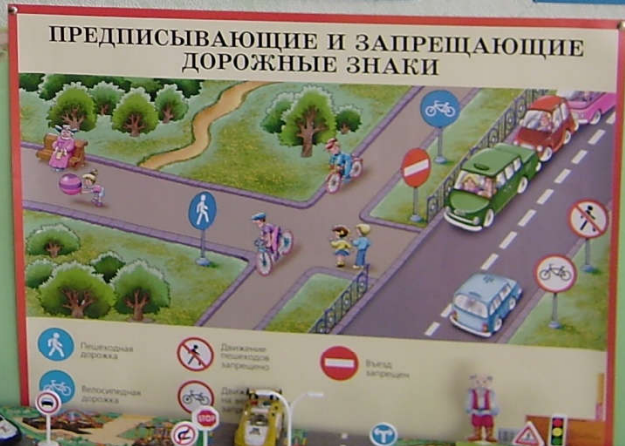 ПРЕДПИСЫВАЮЩИЕ И ЗАПРЕЩАЮЩИЕ
ДОРОЖНЫЕ ЗНАКИ
Пешеходная
дорожка
Движение
пешеходов
запрещено
Въезд
запрещен
Велосипедная
дорожка
STOP